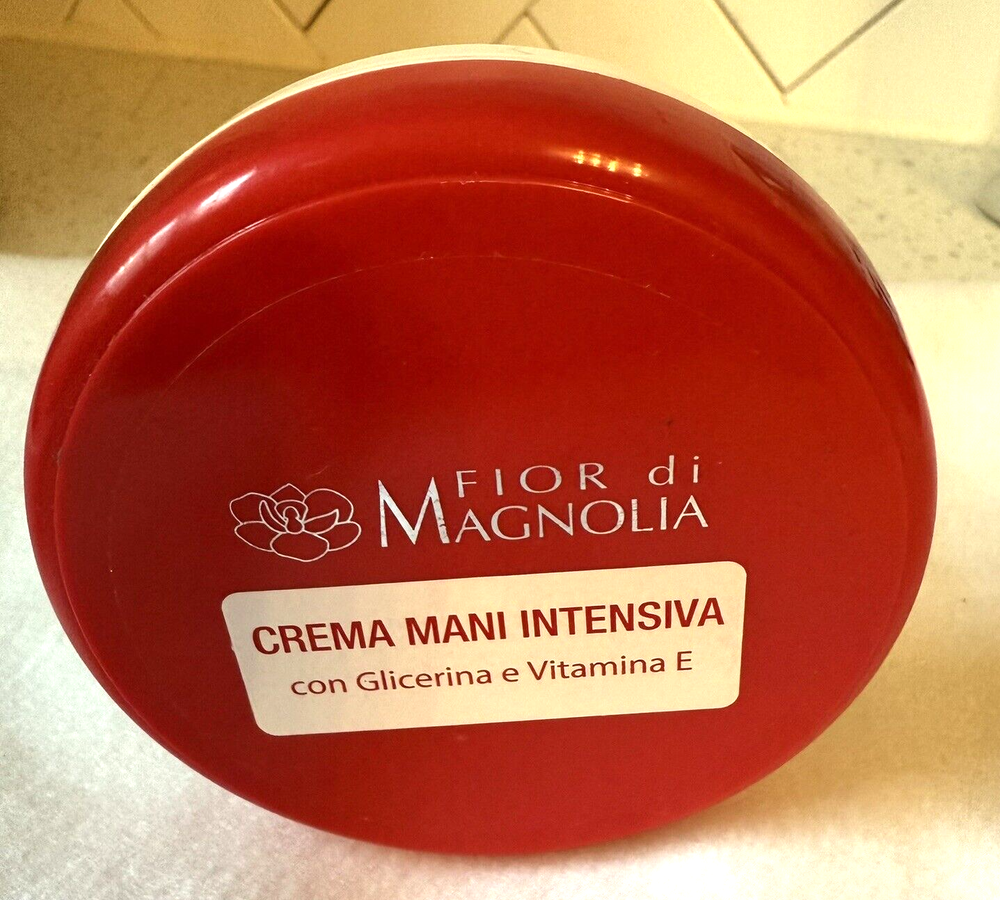 FIOR di
MAGNOLIA
CREMA MANI INTENSIVA
con Glicerina e Vitamina E